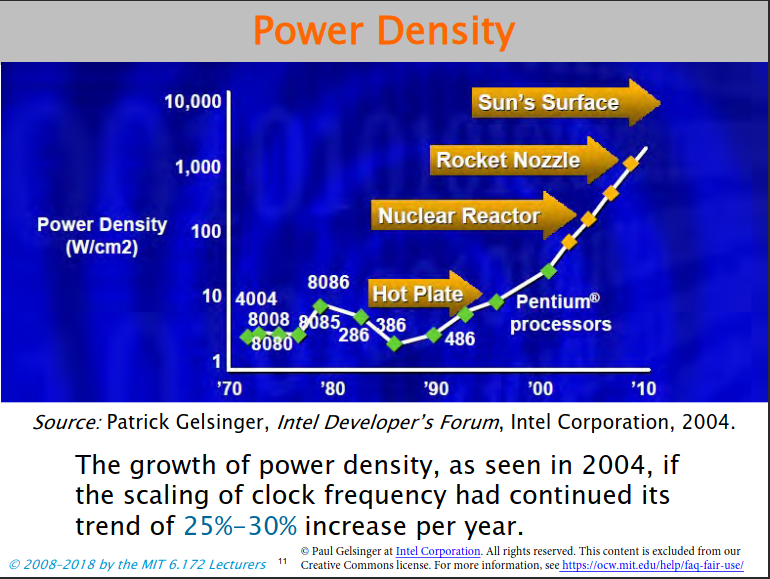 Power Density
10,000
Sun's Surface
1,000
Rocket Nozzle
Power Density
(W/cm2)
100
Nuclear Reactor
10
4004
8008
8080
8085
8086
286
Hot Plate
386
486
Pentium®
processors
1
'70
'80
'90
'00
'10
Source: Patrick Gelsinger, Intel Developer's Forum, Intel Corporation, 2004.
The growth of power density, as seen in 2004, if
the scaling of clock frequency had continued its
trend of 25%–30% increase per year.
© 2008–2018 by the MIT 6.172 Lecturers
11
© Paul Gelsinger at Intel Corporation. All rights reserved. This content is excluded from our
Creative Commons license. For more information, see https://ocw.mit.edu/help/faq-fair-use/